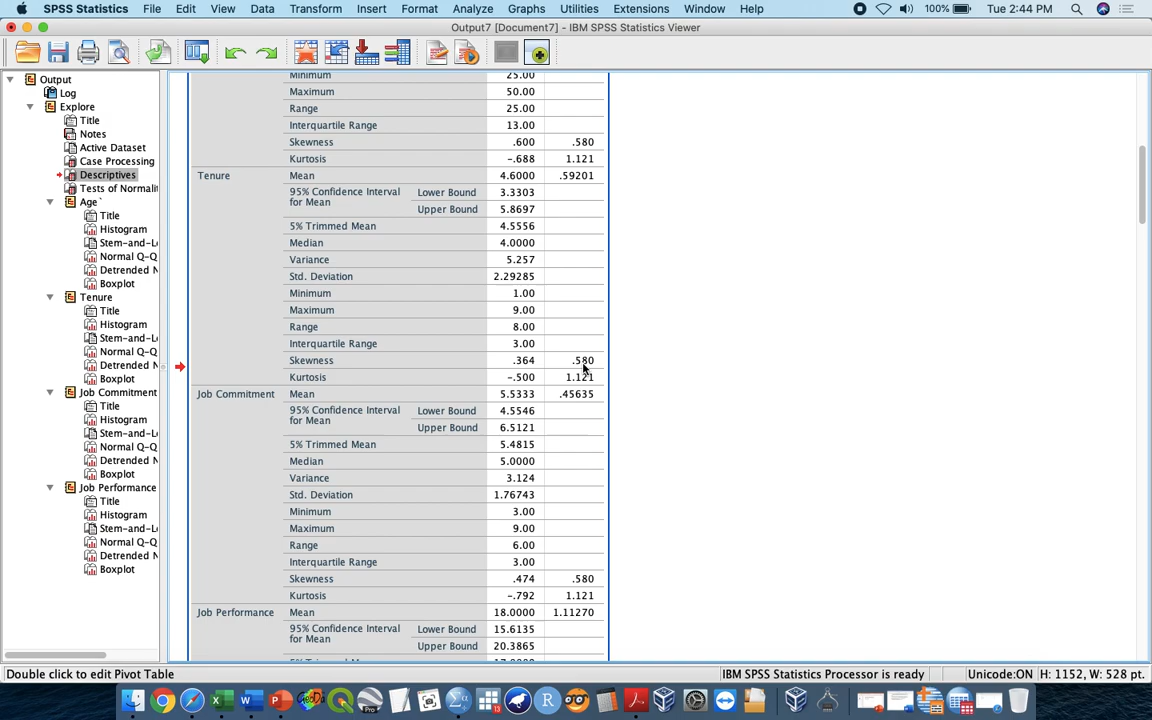 SPSS Statistics File Edit View Data Transform Insert Format Analyze Graphs Utilities Extensions Window Help 100% Tue 2:44 PM
Output7 [Document7] - IBM SPSS Statistics Viewer
Output
Log
Explore
Title
Notes
Active Dataset
Case Processing
Descriptives
Tests of Normalit
Age`
Title
Histogram
Stem-and-Le
Normal Q-Q
Detrended N
Boxplot
Tenure
Title
Histogram
Stem-and-Le
Normal Q-Q
Detrended N
Boxplot
Job Commitment
Title
Histogram
Stem-and-Le
Normal Q-Q
Detrended N
Boxplot
Job Performance
Title
Histogram
Stem-and-Le
Normal Q-Q
Detrended N
Boxplot
Minimum 25.00
Maximum 50.00
Range 25.00
Interquartile Range 13.00
Skewness .600 .580
Kurtosis -.688 1.121
Tenure Mean 4.6000 .59201
95% Confidence Interval for Mean Lower Bound 3.3303
Upper Bound 5.8697
5% Trimmed Mean 4.5556
Median 4.0000
Variance 5.257
Std. Deviation 2.29285
Minimum 1.00
Maximum 9.00
Range 8.00
Interquartile Range 3.00
Skewness .364 .580
Kurtosis -.500 1.121
Job Commitment Mean 5.5333 .45635
95% Confidence Interval for Mean Lower Bound 4.5546
Upper Bound 6.5121
5% Trimmed Mean 5.4815
Median 5.0000
Variance 3.124
Std. Deviation 1.76743
Minimum 3.00
Maximum 9.00
Range 6.00
Interquartile Range 3.00
Skewness .474 .580
Kurtosis -.792 1.121
Job Performance Mean 18.0000 1.11270
95% Confidence Interval for Mean Lower Bound 15.6135
Upper Bound 20.3865
Double click to edit Pivot Table IBM SPSS Statistics Processor is ready Unicode:ON H: 1152, W: 528 pt.